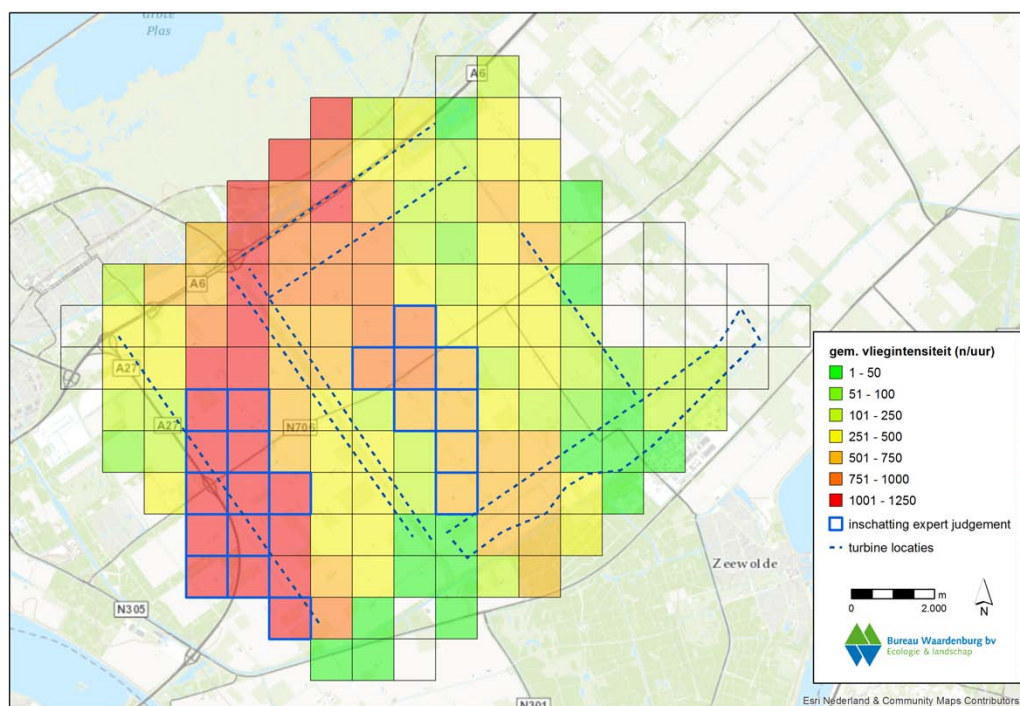 Grote
Plas
A6
A6
A27
A27
N706
N305
N301
Zeewolde
gem. vliegintensiteit (n/uur)
1 - 50
51 - 100
101 - 250
251 - 500
501 - 750
751 - 1000
1001 - 1250
inschatting expert judgement
turbine locaties
m
0 2.000
N
Bureau Waardenburg bv
Ecologie & landschap
Esri Nederland & Community Maps Contributors